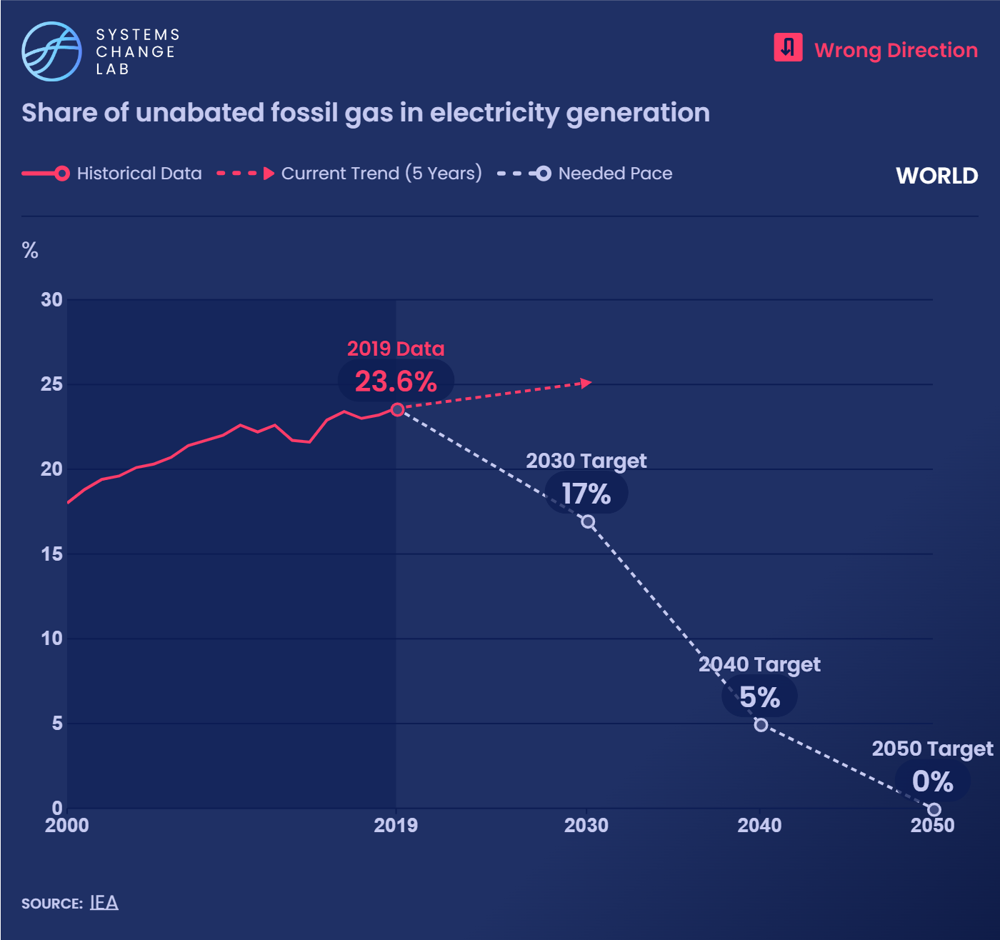 SYSTEMS
CHANGE
LAB
Wrong Direction
Share of unabated fossil gas in electricity generation
Historical Data
Current Trend (5 Years)
Needed Pace
WORLD
%
30
2019 Data
23.6%
25
2030 Target
20
17%
15
10
2040 Target
5%
5
2050 Target
0%
0
2000
2019
2030
2040
2050
SOURCE: IEA